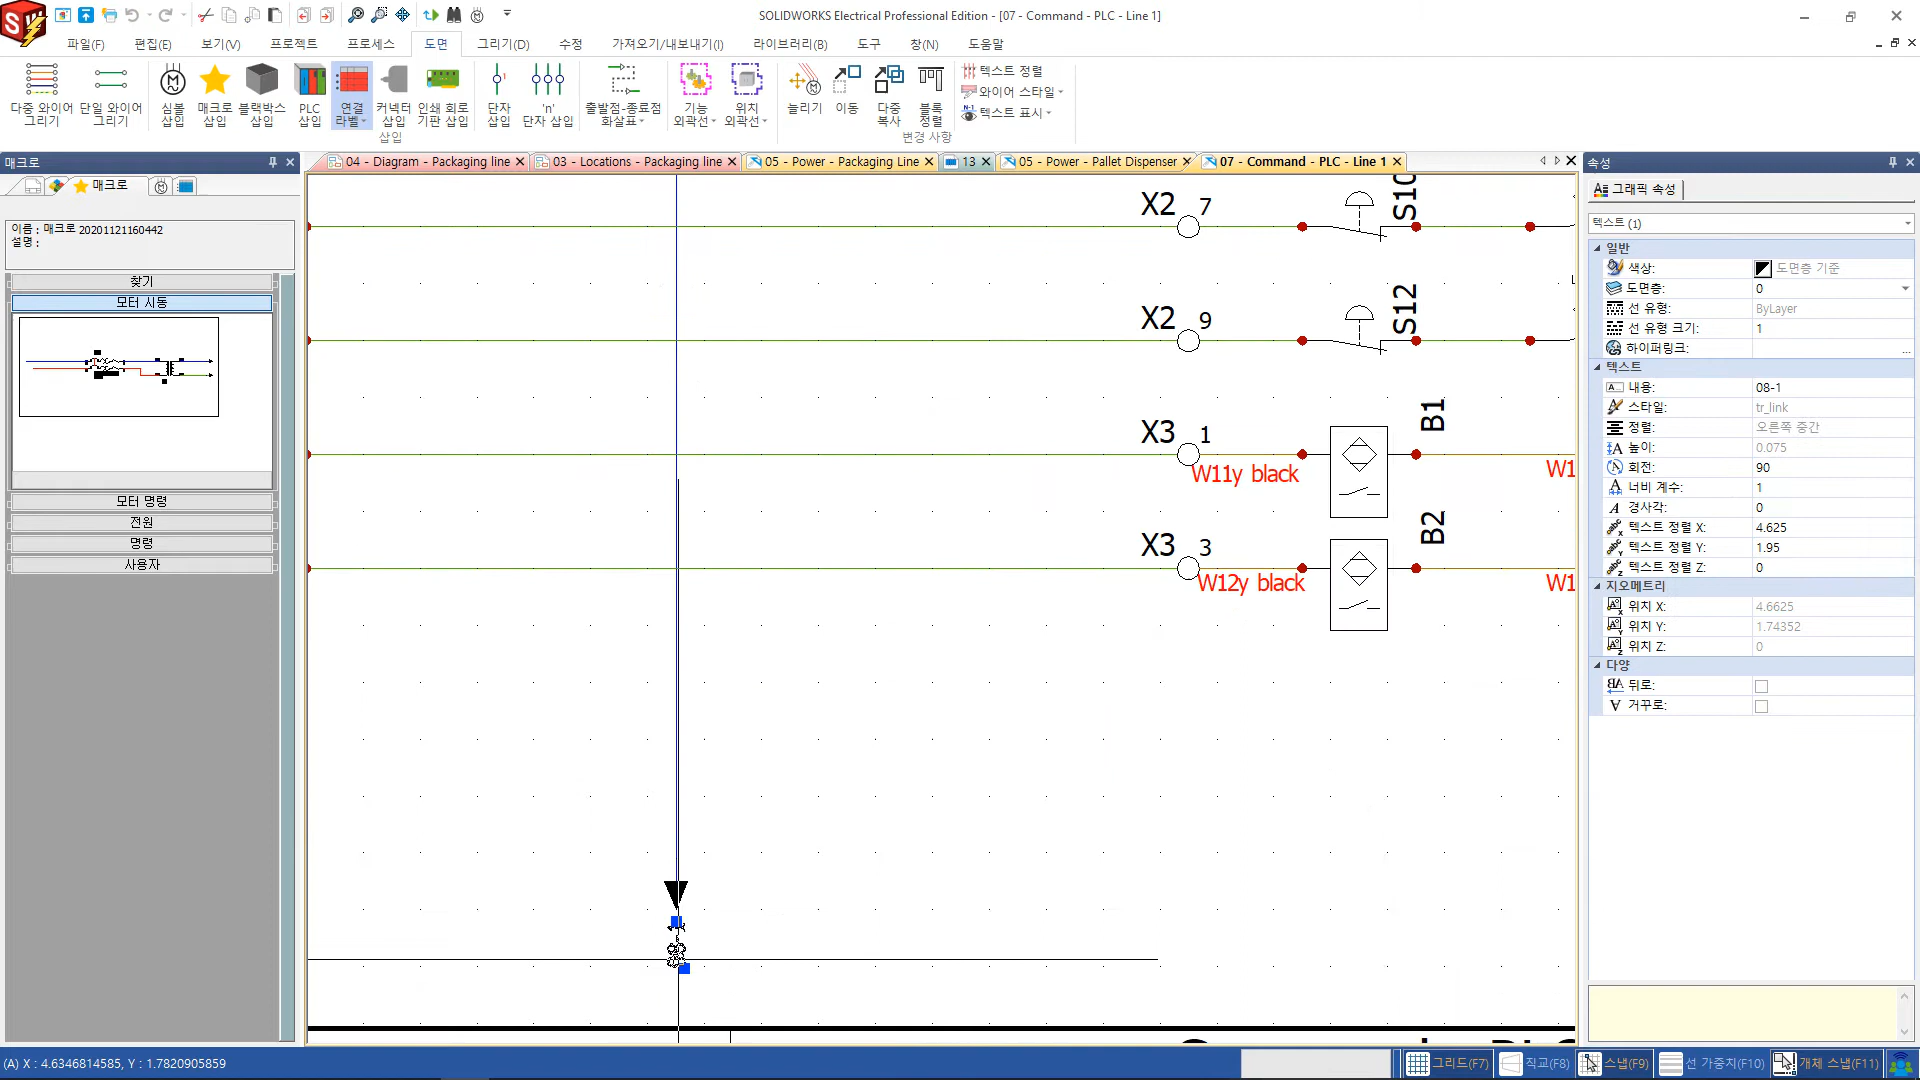 SOLIDWORKS Electrical Professional Edition - [07 - Command - PLC - Line 1]
파일(F) 편집(E) 보기(V) 프로젝트 프로세스 도면 그리기(D) 수정 가져오기/내보내기(I) 라이브러리(B) 도구 창(N) 도움말
다중 와이어 그리기
단일 와이어 그리기
심볼 삽입
매크로 삽입
블랙박스 삽입
PLC 삽입
연결 라벨
커넥터 삽입
인쇄 회로 기판 삽입
단자 삽입
'n' 단자 삽입
출발점-종료점 화살표
기능 외곽선
위치 외곽선
늘리기
이동
다중 복사
블록 정렬
텍스트 정렬
와이어 스타일
텍스트 표시
삽입
변경 사항
매크로
04 - Diagram - Packaging line
03 - Locations - Packaging line
05 - Power - Packaging Line
13
05 - Power - Pallet Dispenser
07 - Command - PLC - Line 1
속성
매크로
이름 : 매크로 20201121160442
설명 :
찾기
모터 시동
모터 명령
전원
명령
사용자
X2 7
S10
X2 9
S12
X3 1
B1
W11y black
W1
X3 3
B2
W12y black
W1
그래픽 속성
텍스트 (1)
일반
색상: 도면층 기준
도면층: 0
선 유형: ByLayer
선 유형 크기: 1
하이퍼링크: ...
텍스트
내용: 08-1
스타일: tr_link
정렬: 오른쪽 중간
높이: 0.075
회전: 90
너비 계수: 1
경사각: 0
텍스트 정렬 X: 4.625
텍스트 정렬 Y: 1.95
텍스트 정렬 Z: 0
지오메트리
위치 X: 4.6625
위치 Y: 1.74352
위치 Z: 0
다양
뒤로:
거꾸로:
(A) X : 4.6346814585, Y : 1.7820905859
그리드(F7) 직교(F8) 스냅(F9) 선 가중치(F10) 개체 스냅(F11)